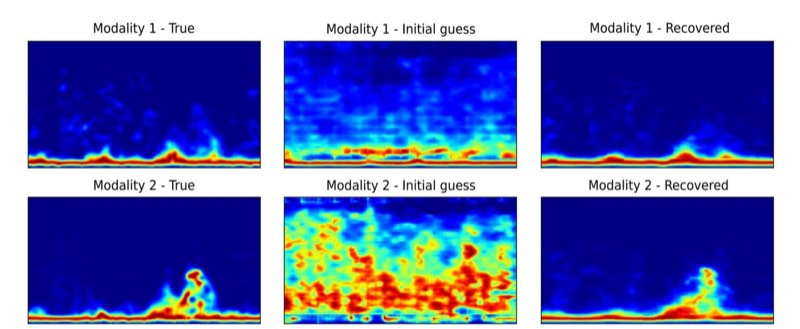 Modality 1 - True
Modality 1 - Initial guess
Modality 1 - Recovered
Modality 2 - True
Modality 2 - Initial guess
Modality 2 - Recovered